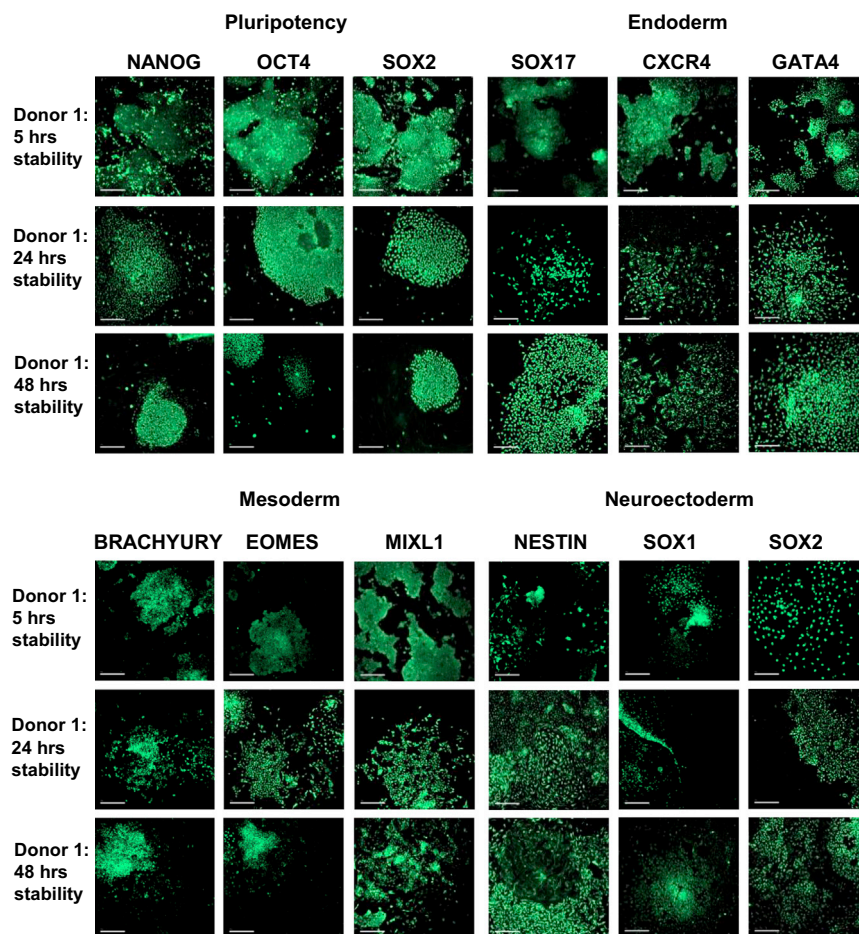 Pluripotency Endoderm
NANOG OCT4 SOX2 SOX17 CXCR4 GATA4
Donor 1:
5 hrs
stability
Donor 1:
24 hrs
stability
Donor 1:
48 hrs
stability
Mesoderm Neuroectoderm
BRACHYURY EOMES MIXL1 NESTIN SOX1 SOX2
Donor 1:
5 hrs
stability
Donor 1:
24 hrs
stability
Donor 1:
48 hrs
stability